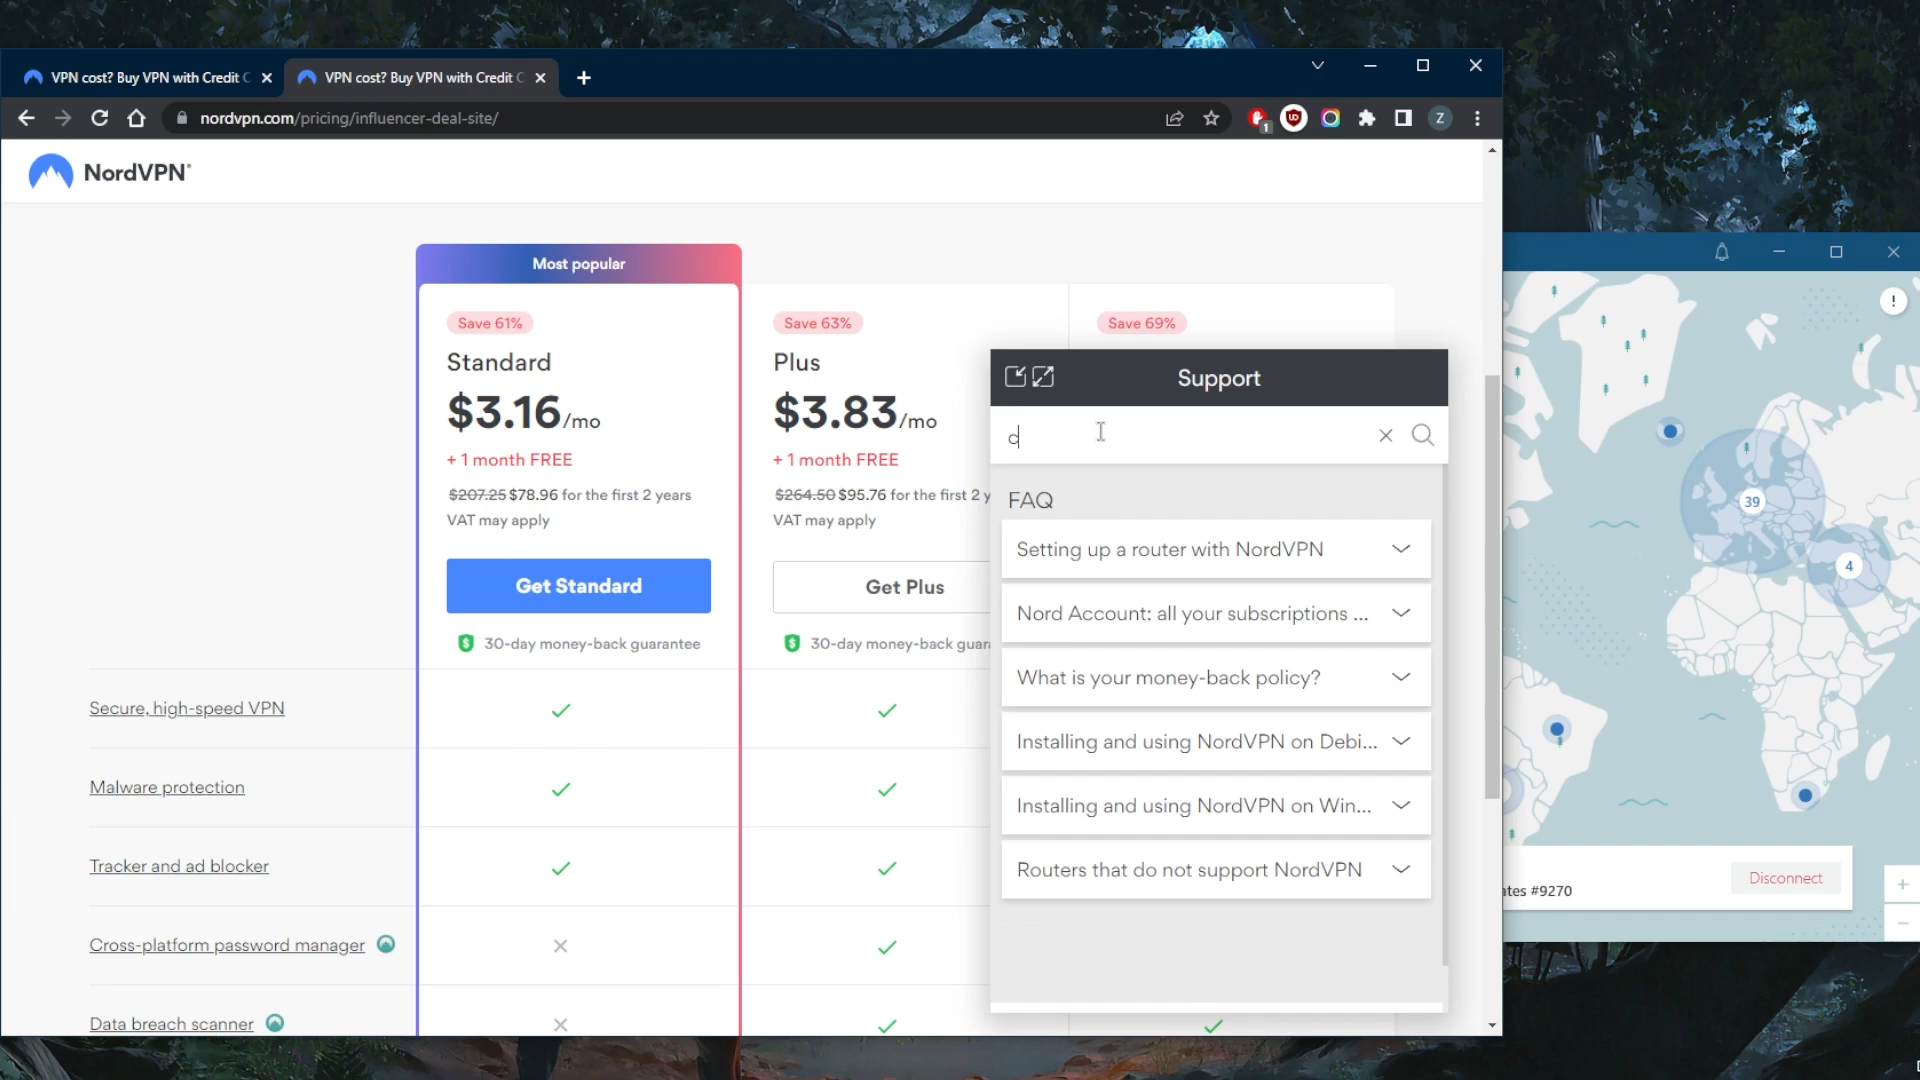 VPN cost? Buy VPN with Credit C
VPN cost? Buy VPN with Credit C
nordvpn.com/pricing/influencer-deal-site/
1
Z
NordVPN®
Most popular
Save 61%
Standard
$3.16/mo
+ 1 month FREE
$207.25 $78.96 for the first 2 years
VAT may apply
Get Standard
30-day money-back guarantee
Save 63%
Plus
$3.83/mo
+ 1 month FREE
$264.50 $95.76 for the first 2 y
VAT may apply
Get Plus
30-day money-back guar
Save 69%
Secure, high-speed VPN
Malware protection
Tracker and ad blocker
Cross-platform password manager
Data breach scanner
Support
c
FAQ
Setting up a router with NordVPN
Nord Account: all your subscriptions ...
What is your money-back policy?
Installing and using NordVPN on Debi...
Installing and using NordVPN on Win...
Routers that do not support NordVPN
!
39
4
ates #9270
Disconnect
+
−